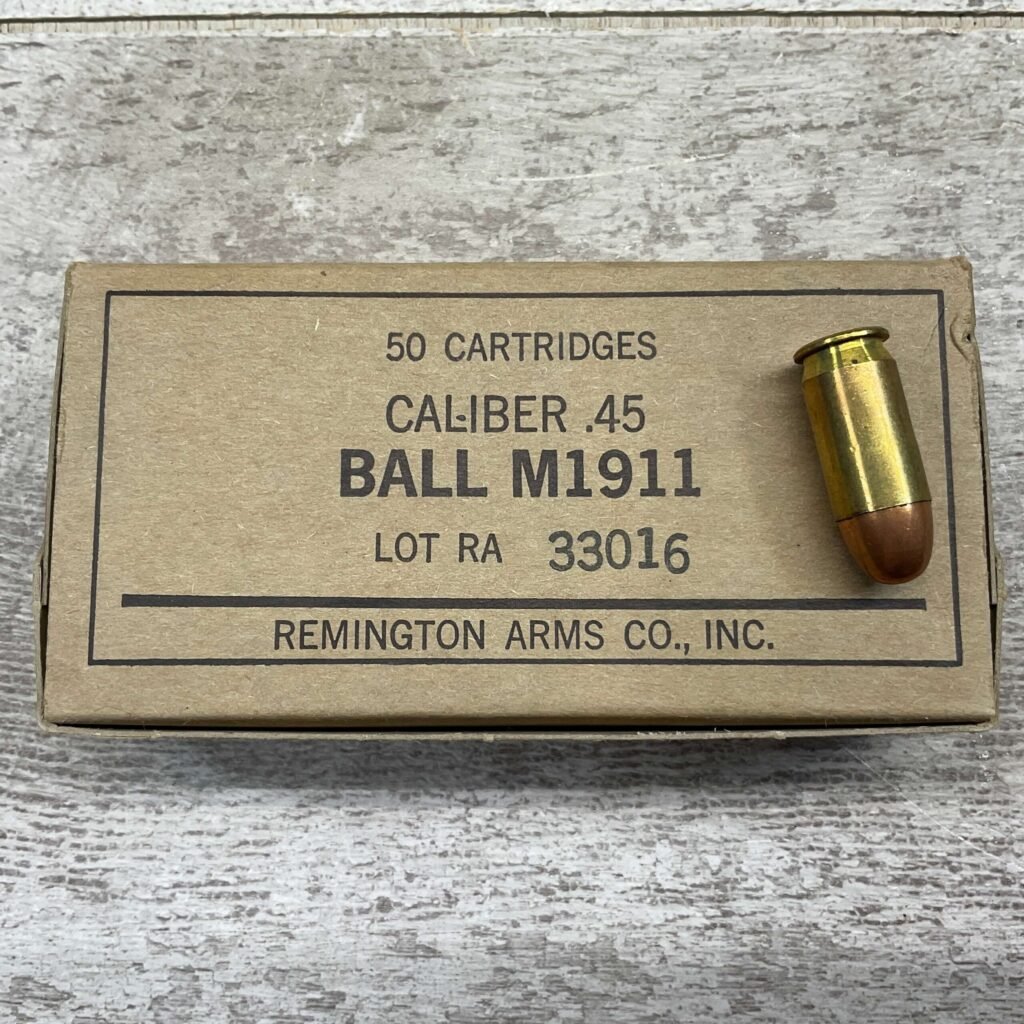 50 CARTRIDGES
CALIBER .45
BALL M1911
LOT RA 33016
REMINGTON ARMS CO., INC.